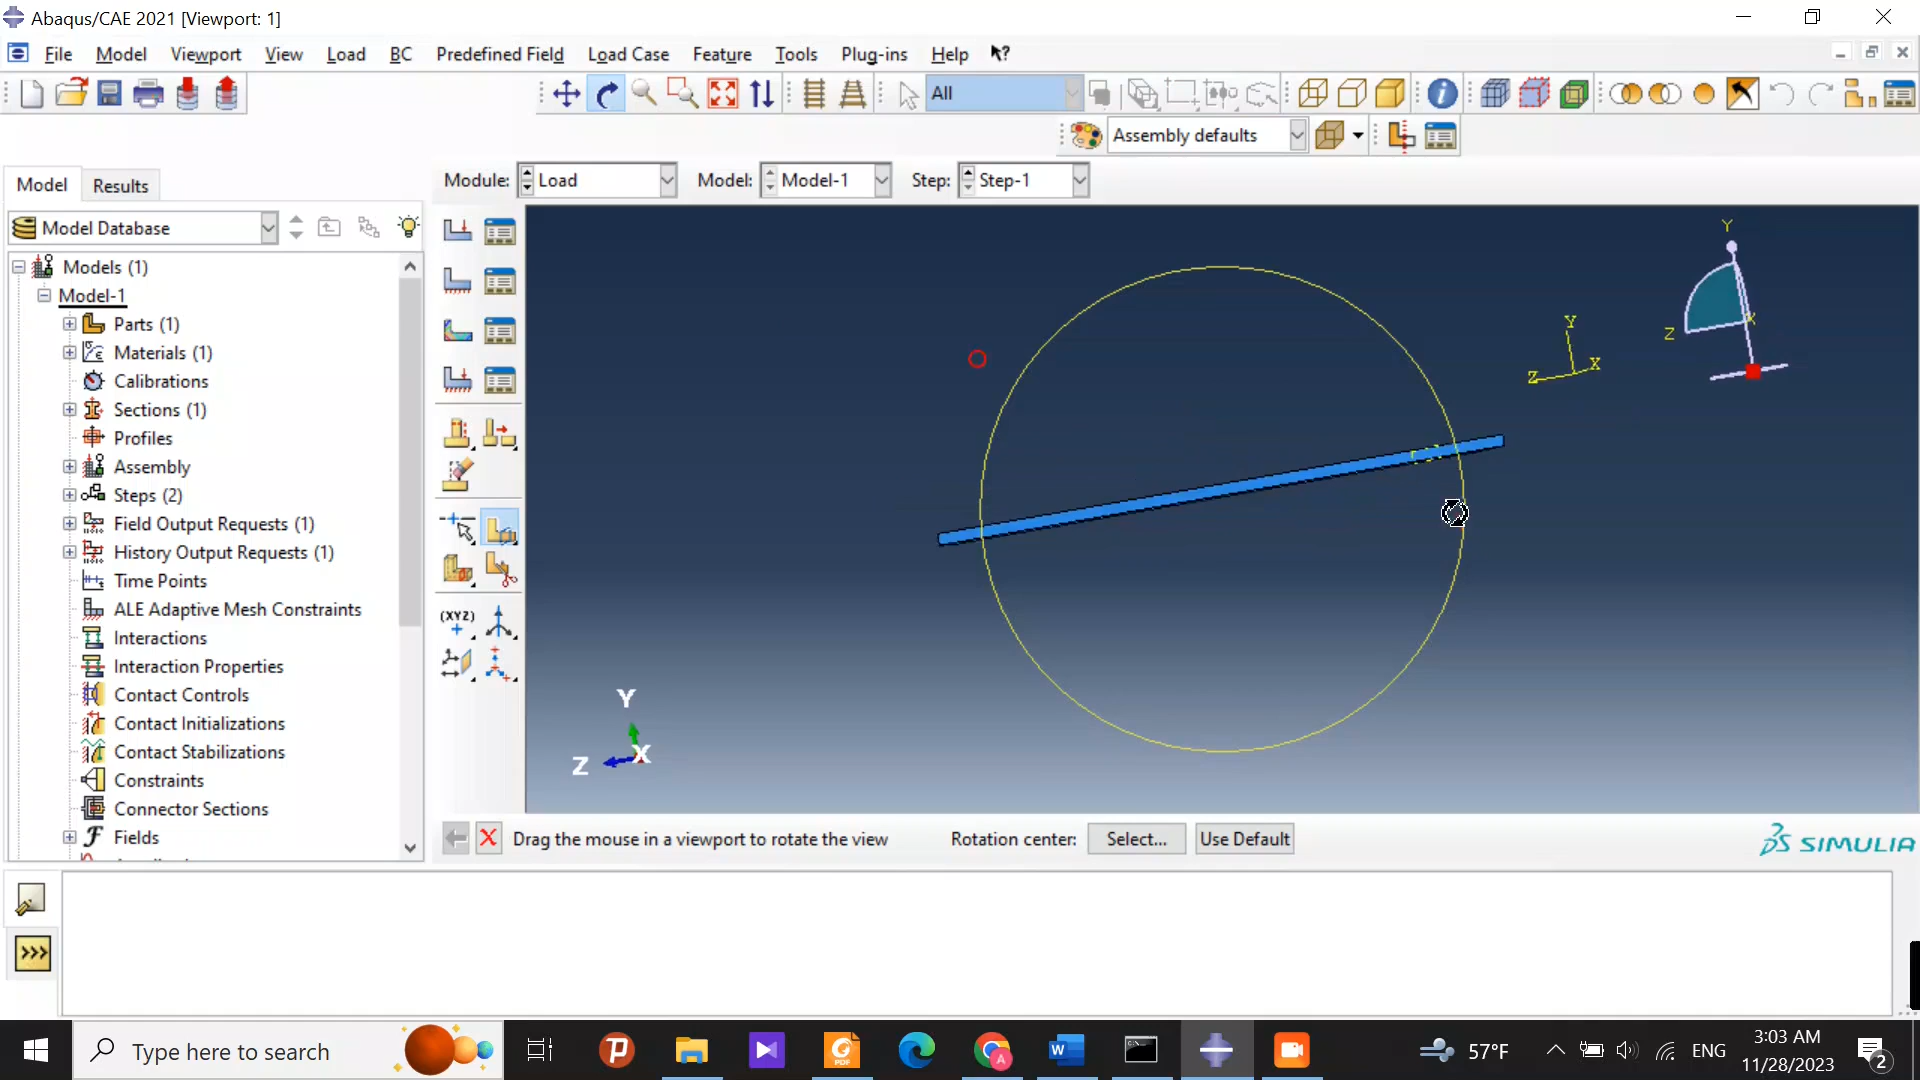 Abaqus/CAE 2021 [Viewport: 1]
File Model Viewport View Load BC Predefined Field Load Case Feature Tools Plug-ins Help
All
Assembly defaults
Model Results
Module: Load Model: Model-1 Step: Step-1
Model Database
Models (1)
Model-1
Parts (1)
Materials (1)
Calibrations
Sections (1)
Profiles
Assembly
Steps (2)
Field Output Requests (1)
History Output Requests (1)
Time Points
ALE Adaptive Mesh Constraints
Interactions
Interaction Properties
Contact Controls
Contact Initializations
Contact Stabilizations
Constraints
Connector Sections
Fields
(XYZ)
Y
Z
X
Y
Z
X
Y
Z
X
Drag the mouse in a viewport to rotate the view Rotation center: Select... Use Default
SIMULIA
>>>
Type here to search
57°F
ENG
3:03 AM
11/28/2023
2